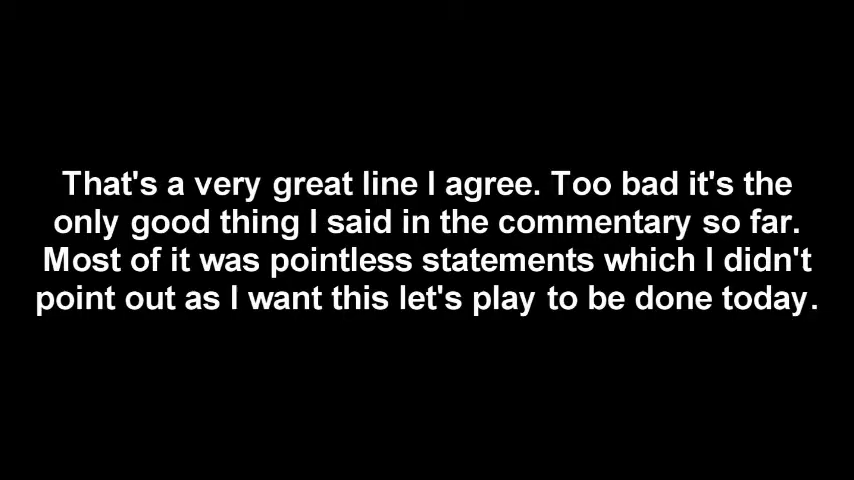 That's a very great line I agree. Too bad it's the
only good thing I said in the commentary so far.
Most of it was pointless statements which I didn't
point out as I want this let's play to be done today.